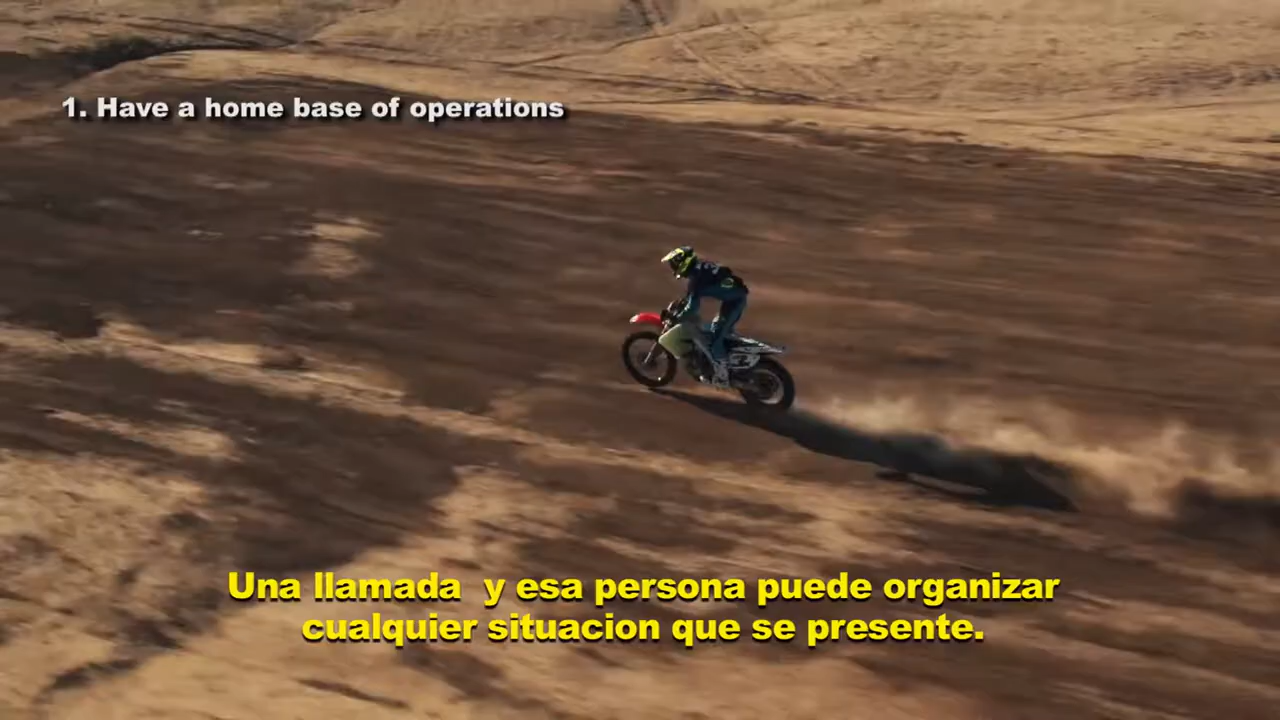 1. Have a home base of operations
Una llamada  y esa persona puede organizar
cualquier situacion que se presente.